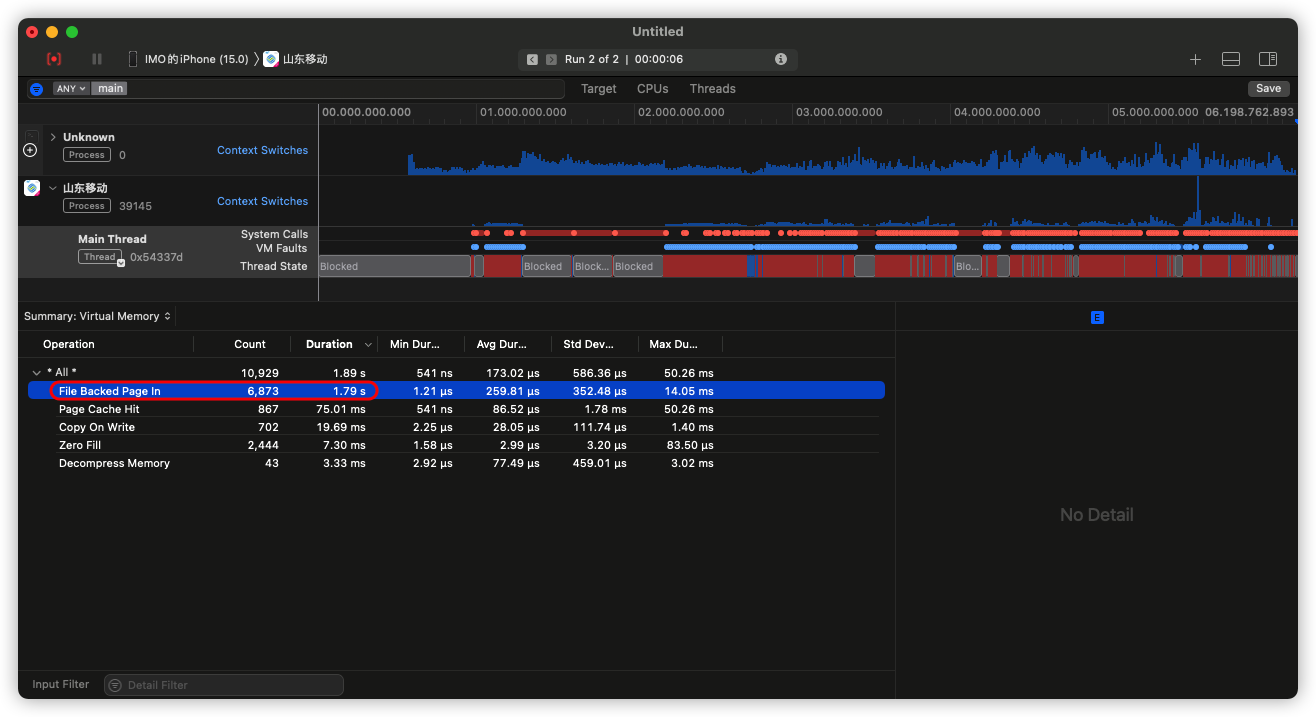 Untitled
IMO的iPhone (15.0) 山东移动
Run 2 of 2 | 00:00:06
ANY main
Target CPUs Threads
Save
00.000.000.000 01.000.000.000 02.000.000.000 03.000.000.000 04.000.000.000 05.000.000.000 06.198.762.893
Unknown
Process 0
Context Switches
山东移动
Process 39145
Context Switches
Main Thread
Thread 0x54337d
System Calls
VM Faults
Thread State
Blocked Blocked Block... Blocked Blo...
Summary: Virtual Memory
E
Operation Count Duration Min Dur... Avg Dur... Std Dev... Max Du...
* All * 10,929 1.89 s 541 ns 173.02 µs 586.36 µs 50.26 ms
File Backed Page In 6,873 1.79 s 1.21 µs 259.81 µs 352.48 µs 14.05 ms
Page Cache Hit 867 75.01 ms 541 ns 86.52 µs 1.78 ms 50.26 ms
Copy On Write 702 19.69 ms 2.25 µs 28.05 µs 111.74 µs 1.40 ms
Zero Fill 2,444 7.30 ms 1.58 µs 2.99 µs 3.20 µs 83.50 µs
Decompress Memory 43 3.33 ms 2.92 µs 77.49 µs 459.01 µs 3.02 ms
No Detail
Input Filter Detail Filter